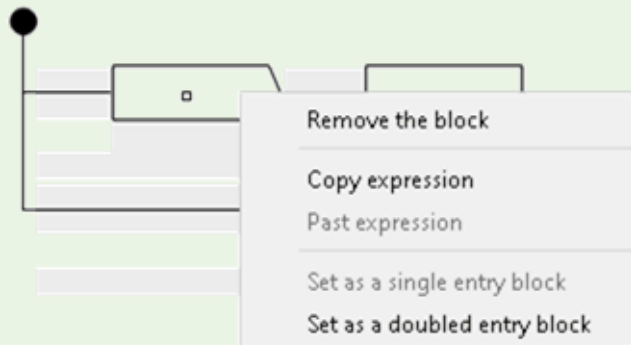 Remove the block
Copy expression
Past expression
Set as a single entry block
Set as a doubled entry block